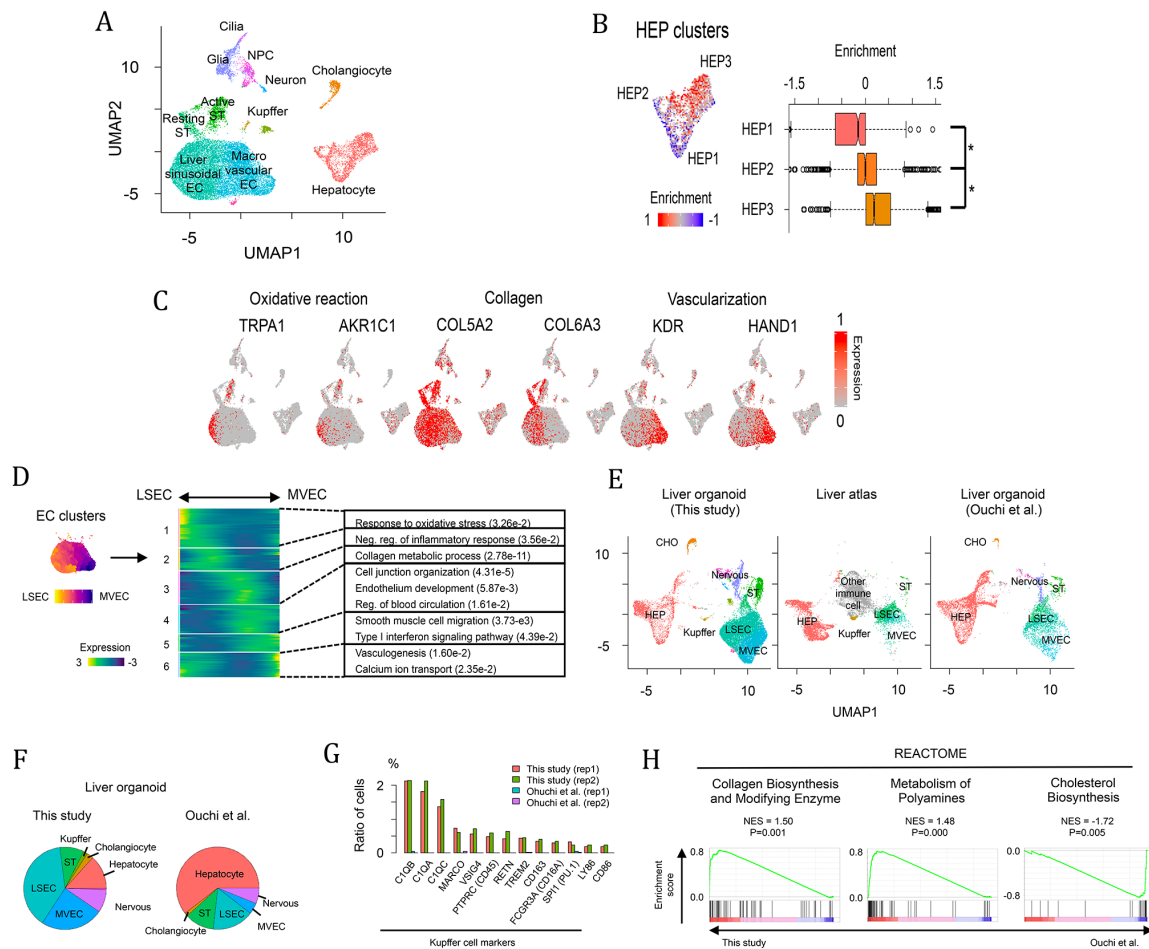 A
Cilia
Glia
NPC
Neuron
Cholangiocyte
Active
ST
Kupffer
Resting
ST
Liver
sinusoidal
EC
Macro
vascular
EC
Hepatocyte
10
-5
UMAP2
-5
10
UMAP1
B
HEP clusters
HEP3
HEP2
HEP1
Enrichment
1
-1
Enrichment
-1.5
0
1.5
HEP1
HEP2
HEP3
*
*
C
Oxidative reaction
Collagen
Vascularization
TRPA1
AKR1C1
COL5A2
COL6A3
KDR
HAND1
1
Expression
0
D
LSEC
MVEC
EC clusters
LSEC
MVEC
Expression
3
-3
1
2
3
4
5
6
Response to oxidative stress (3.26e-2)
Neg. reg. of inflammatory response (3.56e-2)
Collagen metabolic process (2.78e-11)
Cell junction organization (4.31e-5)
Endothelium development (5.87e-3)
Reg. of blood circulation (1.61e-2)
Smooth muscle cell migration (3.73-e3)
Type I interferon signaling pathway (4.39e-2)
Vasculogenesis (1.60e-2)
Calcium ion transport (2.35e-2)
E
Liver organoid
(This study)
Liver atlas
Liver organoid
(Ouchi et al.)
10
-5
CHO
Nervous
ST
HEP
Kupffer
LSEC
MVEC
Other
immune
cell
ST
HEP
LSEC
Kupffer
MVEC
CHO
Nervous
ST
HEP
LSEC
MVEC
-5
10
-5
10
-5
10
UMAP1
F
Liver organoid
This study
Ouchi et al.
Kupffer
Cholangiocyte
Hepatocyte
ST
LSEC
MVEC
Nervous
Hepatocyte
Nervous
MVEC
LSEC
ST
Cholangiocyte
G
%
Ratio of cells
2
0
This study (rep1)
This study (rep2)
Ohuchi et al. (rep1)
Ohuchi et al. (rep2)
C1QB
C1QA
C1QC
MARCO
VSIG4
PTPRC (CD45)
RETN
TREM2
CD163
FCGR3A (CD16A)
SPI1 (PU.1)
LY86
CD86
Kupffer cell markers
H
REACTOME
Collagen Biosynthesis
and Modifying Enzyme
Metabolism of
Polyamines
Cholesterol
Biosynthesis
NES = 1.50
P=0.001
NES = 1.48
P=0.000
NES = -1.72
P=0.005
Enrichment
score
0.8
0.0
0.8
0.0
0.0
-0.8
This study
Ouchi et al.